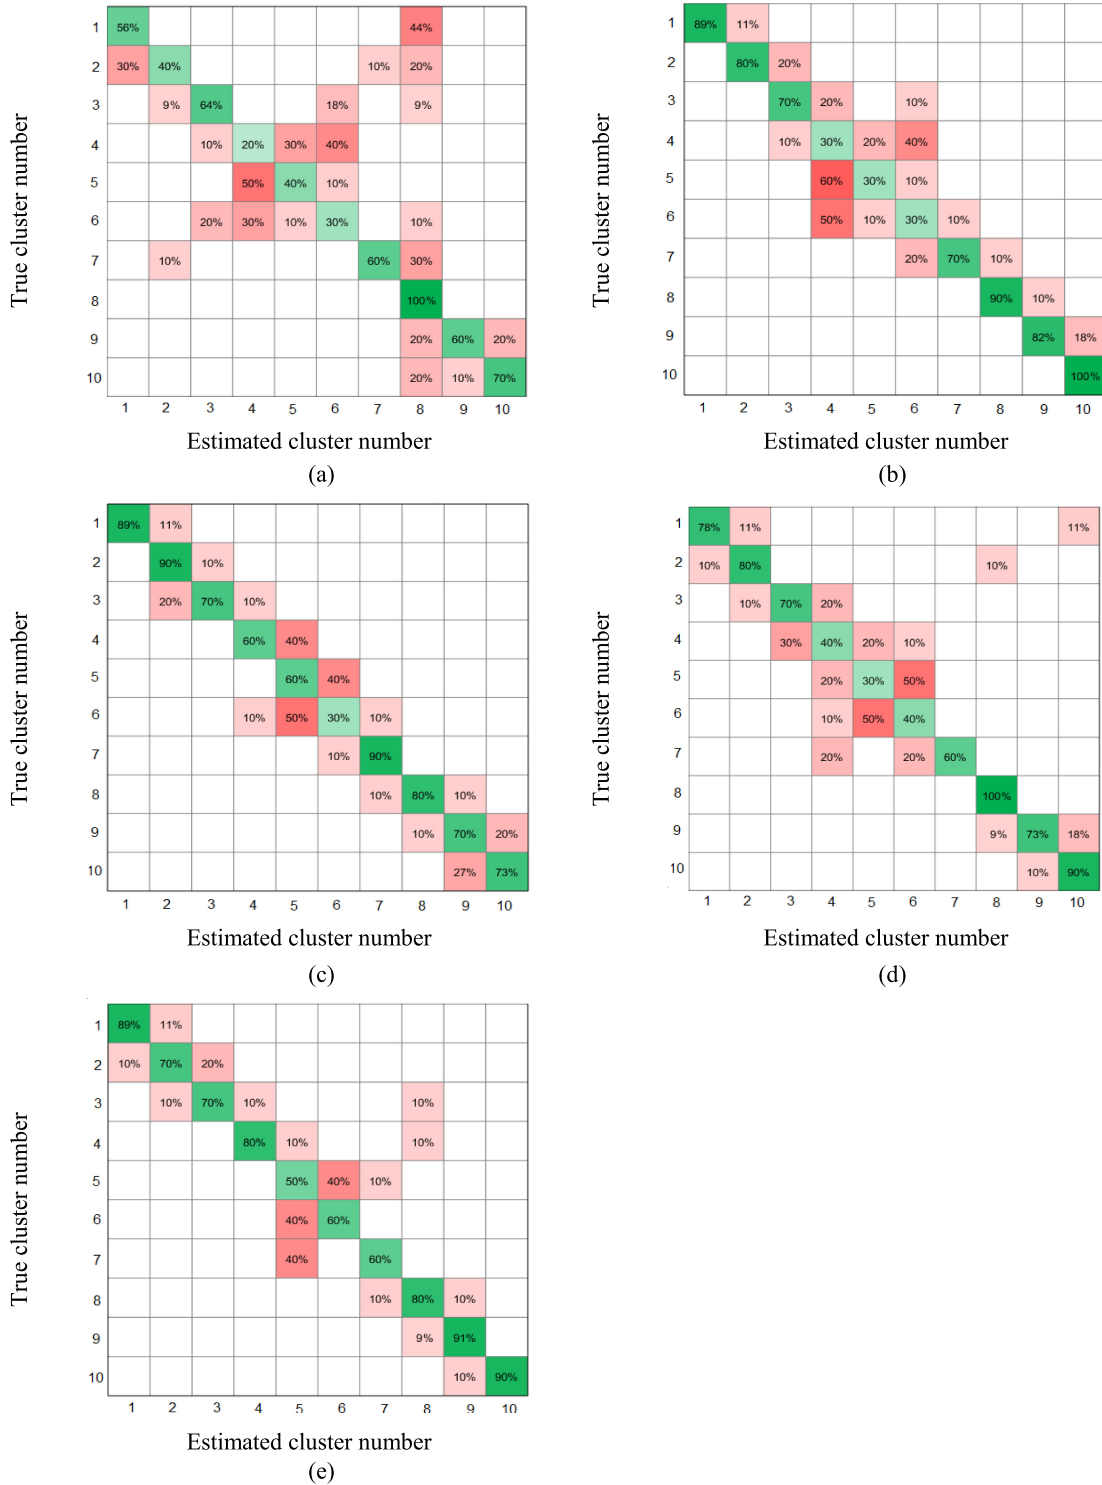 True cluster number
1 56% 44%
2 30% 40% 10% 20%
3 9% 64% 18% 9%
4 10% 20% 30% 40%
5 50% 40% 10%
6 20% 30% 10% 30% 10%
7 10% 60% 30%
8 100%
9 20% 60% 20%
10 20% 10% 70%
1 2 3 4 5 6 7 8 9 10
Estimated cluster number
(a)
True cluster number
1 89% 11%
2 80% 20%
3 70% 20% 10%
4 10% 30% 20% 40%
5 60% 30% 10%
6 50% 10% 30% 10%
7 20% 70% 10%
8 90% 10%
9 82% 18%
10 100%
1 2 3 4 5 6 7 8 9 10
Estimated cluster number
(b)
True cluster number
1 89% 11%
2 90% 10%
3 20% 70% 10%
4 60% 40%
5 60% 40%
6 10% 50% 30% 10%
7 10% 90%
8 10% 80% 10%
9 10% 70% 20%
10 27% 73%
1 2 3 4 5 6 7 8 9 10
Estimated cluster number
(c)
True cluster number
1 78% 11% 11%
2 10% 80% 10%
3 10% 70% 20%
4 30% 40% 20% 10%
5 20% 30% 50%
6 10% 50% 40%
7 20% 20% 60%
8 100%
9 9% 73% 18%
10 10% 90%
1 2 3 4 5 6 7 8 9 10
Estimated cluster number
(d)
True cluster number
1 89% 11%
2 10% 70% 20%
3 10% 70% 10% 10%
4 80% 10% 10%
5 50% 40% 10%
6 40% 60%
7 40% 60%
8 10% 80% 10%
9 9% 91%
10 10% 90%
1 2 3 4 5 6 7 8 9 10
Estimated cluster number
(e)